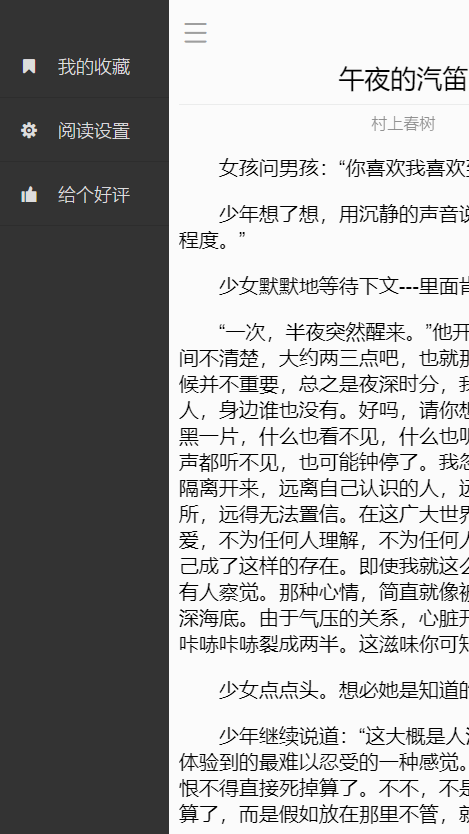 我的收藏
阅读设置
给个好评
午夜的汽笛
村上春树
女孩问男孩：“你喜欢我喜欢
少年想了想，用沉静的声音说
程度。”
少女默默地等待下文---里面肯
“一次，半夜突然醒来。”他开
间不清楚，大约两三点吧，也就那
候并不重要，总之是夜深时分，我
人，身边谁也没有。好吗，请你想
黑一片，什么也看不见，什么也听
声都听不见，也可能钟停了。我忽
隔离开来，远离自己认识的人，远
所，远得无法置信。在这广大世界
爱，不为任何人理解，不为任何人
己成了这样的存在。即使我就这么
有人察觉。那种心情，简直就像被
深海底。由于气压的关系，心脏开
咔哧咔哧裂成两半。这滋味你可知
少女点点头。想必她是知道的
少年继续说道：“这大概是人活
体验到的最难以忍受的一种感觉。
恨不得直接死掉算了。不不，不是
算了，而是假如放在那里不管，就